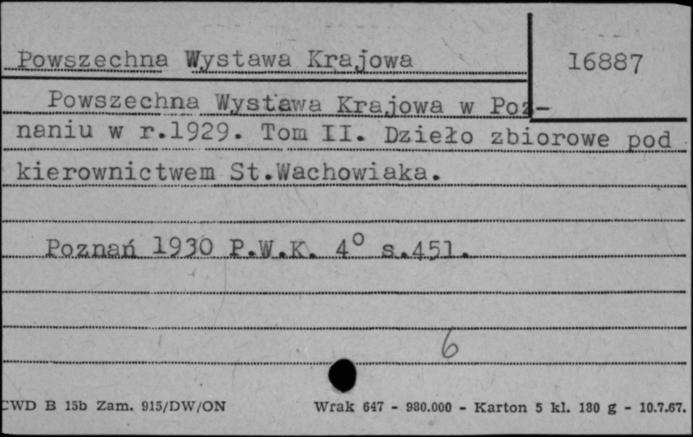 Powszechna Wystawa Krajowa
16887
Powszechna Wystawa Krajowa w Poz-
naniu w r.1929. Tom II. Dzieło zbiorowe pod
kierownictwem St.Wachowiaka.
Poznań 1930 P.W.K. 4° s.451.
6
CWD B 15b Zam. 915/DW/ON
Wrak 647 - 980.000 - Karton 5 kl. 180 g - 10.7.67.